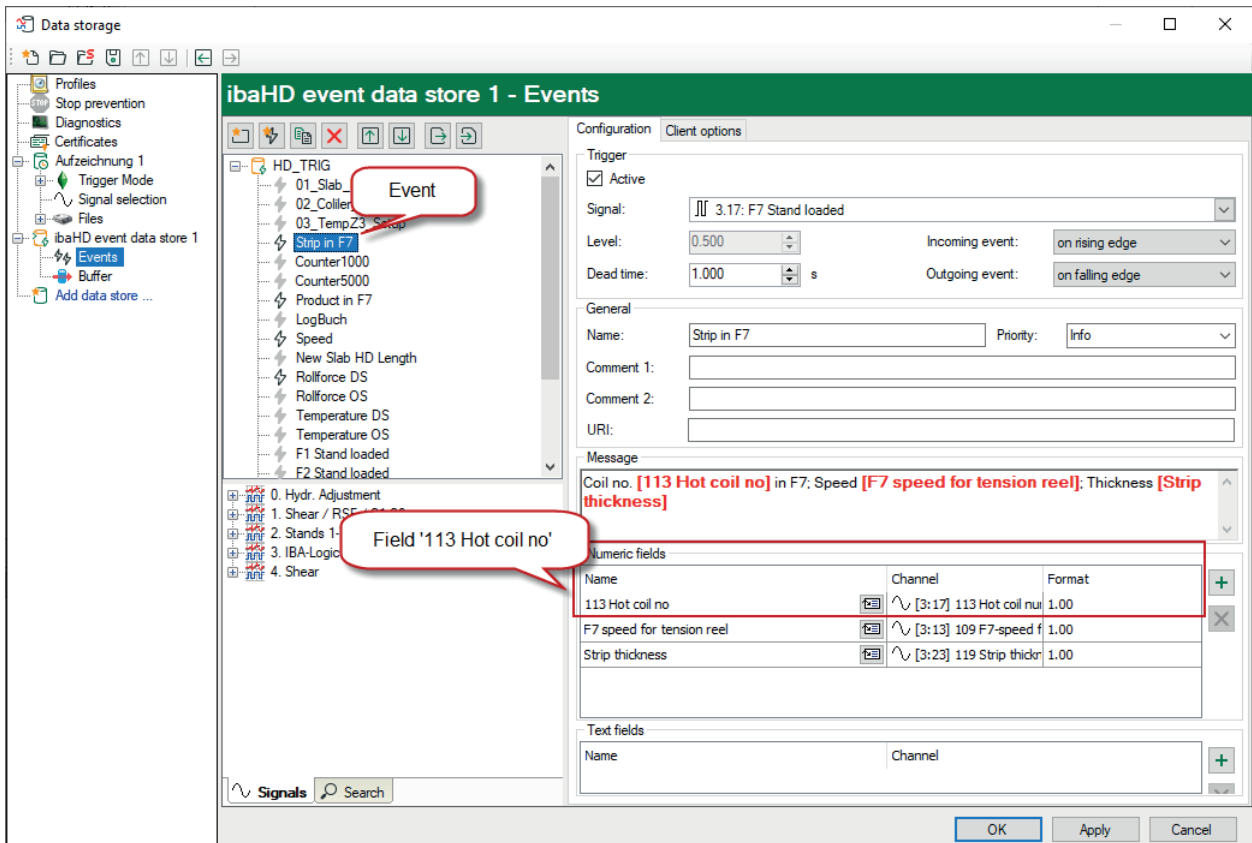 Data storage
Profiles
Stop prevention
Diagnostics
Certificates
Aufzeichnung 1
Trigger Mode
Signal selection
Files
ibaHD event data store 1
Events
Buffer
Add data store ...
ibaHD event data store 1 - Events
HD_TRIG
01_Slab_
02_Coliler
03_TempZ3_Setup
Strip in F7
Counter1000
Counter5000
Product in F7
LogBuch
Speed
New Slab HD Length
Rollforce DS
Rollforce OS
Temperature DS
Temperature OS
F1 Stand loaded
F2 Stand loaded
Event
0. Hydr. Adjustment
1. Shear / RSF /
2. Stands 1-
3. IBA-Logic
4. Shear
Field '113 Hot coil no'
Signals Search
Configuration Client options
Trigger
Active
Signal: 3.17: F7 Stand loaded
Level: 0.500 Incoming event: on rising edge
Dead time: 1.000 s Outgoing event: on falling edge
General
Name: Strip in F7 Priority: Info
Comment 1:
Comment 2:
URI:
Message
Coil no. [113 Hot coil no] in F7; Speed [F7 speed for tension reel]; Thickness [Strip
thickness]
Numeric fields
Name Channel Format
113 Hot coil no [3:17] 113 Hot coil nu 1.00
F7 speed for tension reel [3:13] 109 F7-speed f 1.00
Strip thickness [3:23] 119 Strip thickn 1.00
Text fields
Name Channel
OK Apply Cancel